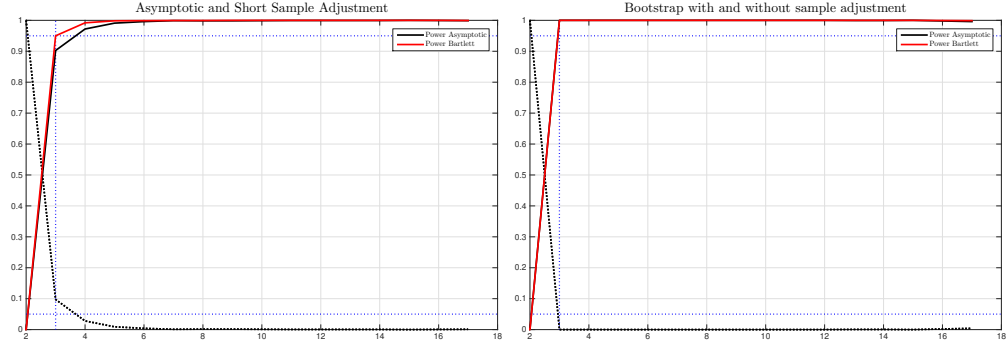 Asymptotic and Short Sample Adjustment
1
0.9
0.8
0.7
0.6
0.5
0.4
0.3
0.2
0.1
0
2 4 6 8 10 12 14 16 18
Power Asymptotic
Power Bartlett
Bootstrap with and without sample adjustment
1
0.9
0.8
0.7
0.6
0.5
0.4
0.3
0.2
0.1
0
2 4 6 8 10 12 14 16 18
Power Asymptotic
Power Bartlett